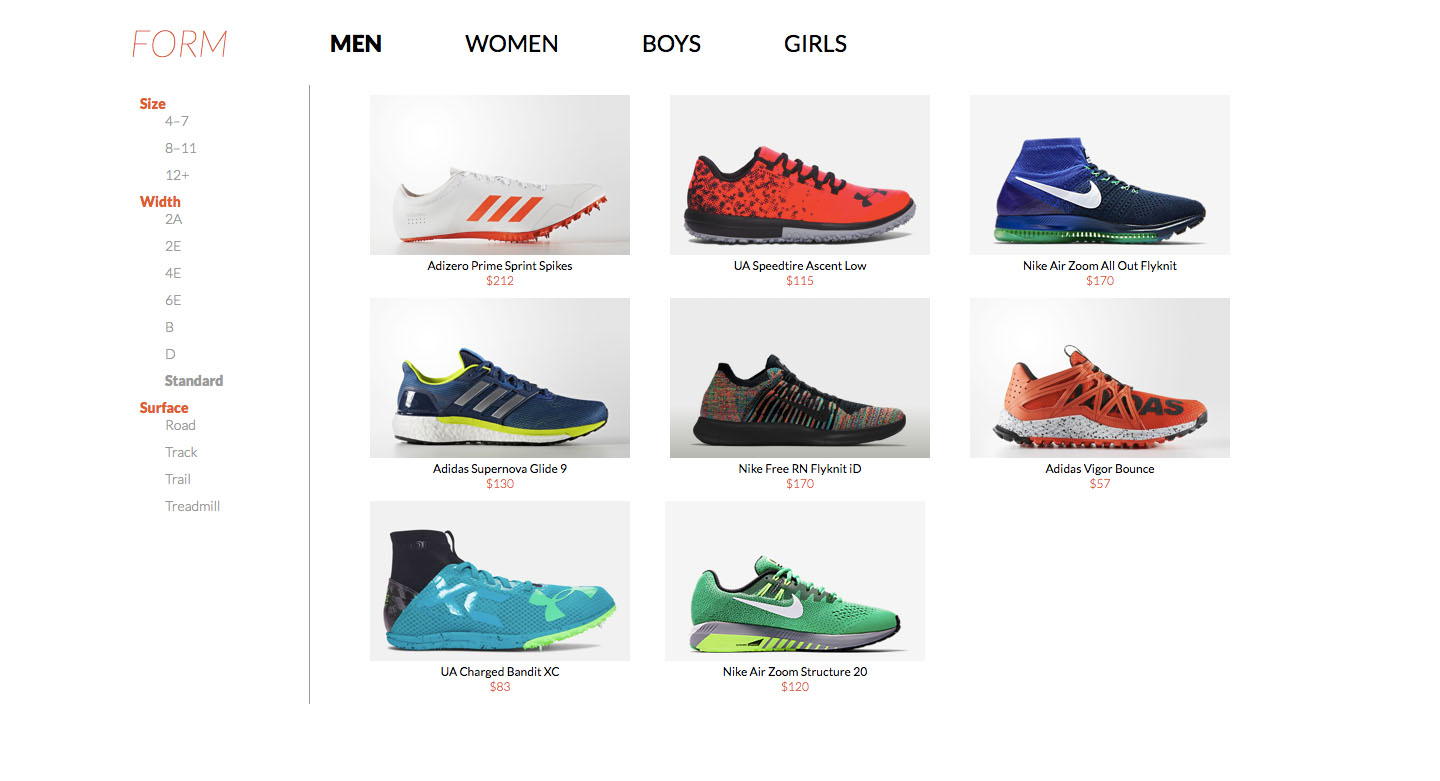 FORM
MEN
WOMEN
BOYS
GIRLS
Size
4–7
8–11
12+
Width
2A
2E
4E
6E
B
D
Standard
Surface
Road
Track
Trail
Treadmill
Adizero Prime Sprint Spikes
$212
UA Speedtire Ascent Low
$115
Nike Air Zoom All Out Flyknit
$170
Adidas Supernova Glide 9
$130
Nike Free RN Flyknit iD
$170
DAS
Adidas Vigor Bounce
$57
UA Charged Bandit XC
$83
Nike Air Zoom Structure 20
$120